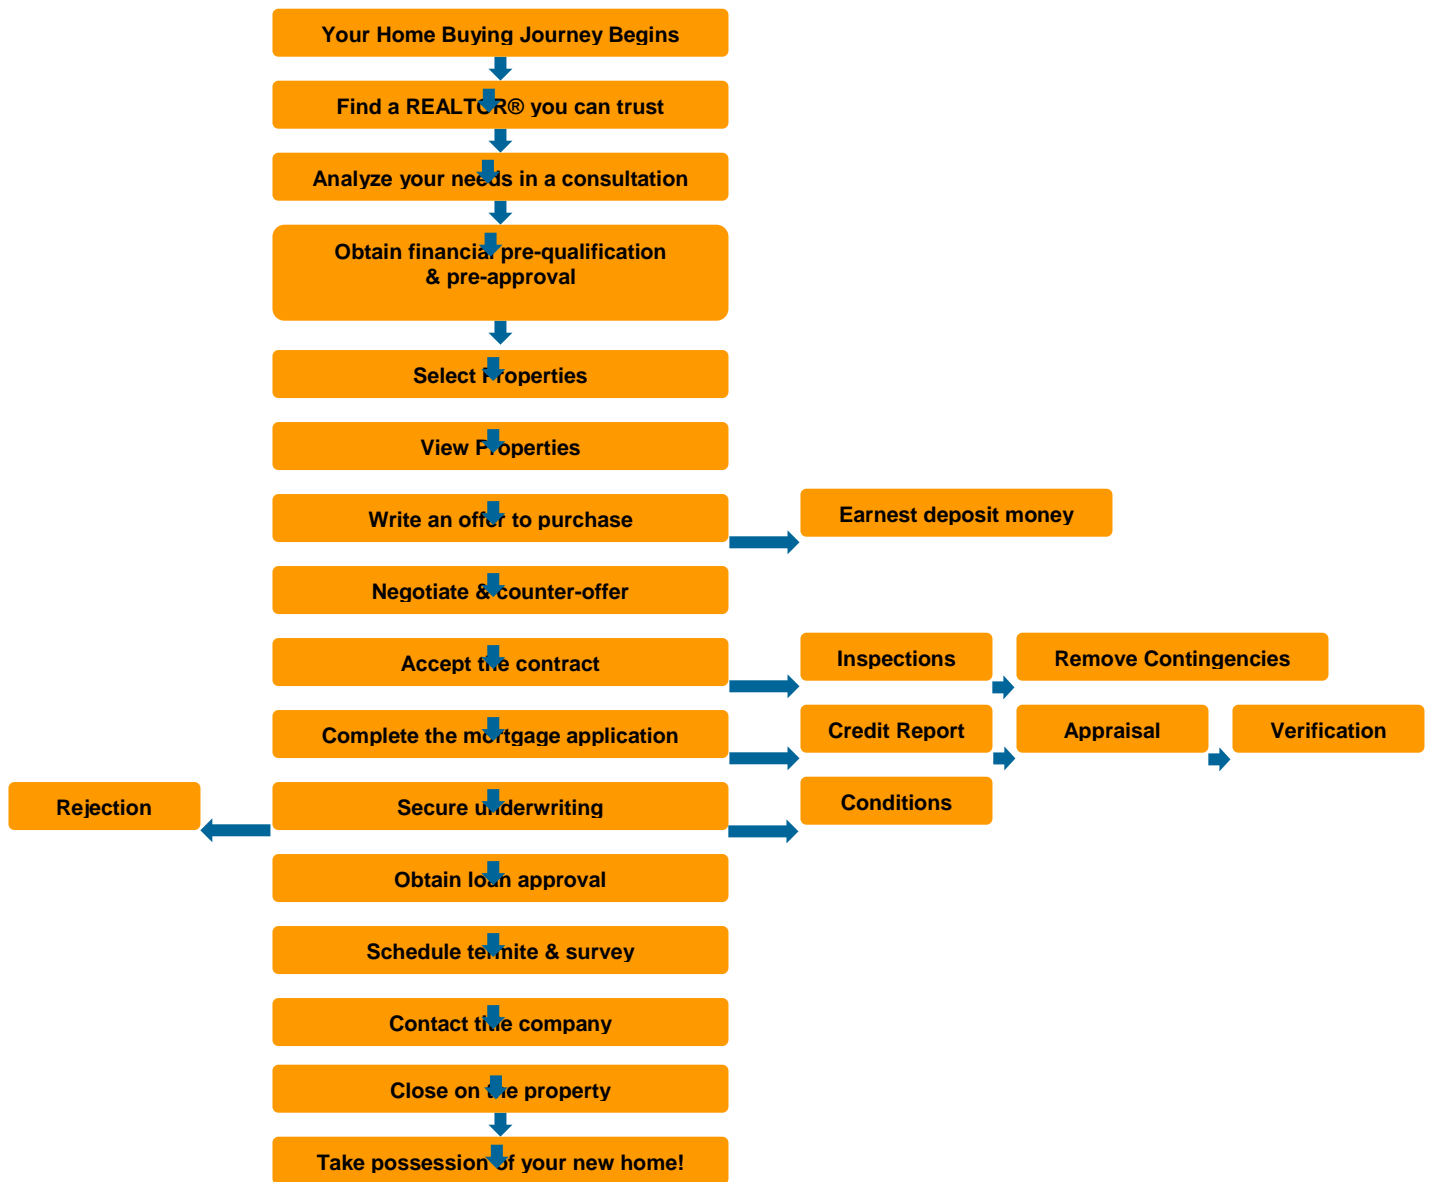 Your Home Buying Journey Begins
Find a REALTOR® you can trust
Analyze your needs in a consultation
Obtain financial pre-qualification
& pre-approval
Select Properties
View Properties
Write an offer to purchase
Earnest deposit money
Negotiate & counter-offer
Accept the contract
Inspections
Remove Contingencies
Complete the mortgage application
Credit Report
Appraisal
Verification
Rejection
Secure underwriting
Conditions
Obtain loan approval
Schedule termite & survey
Contact title company
Close on the property
Take possession of your new home!